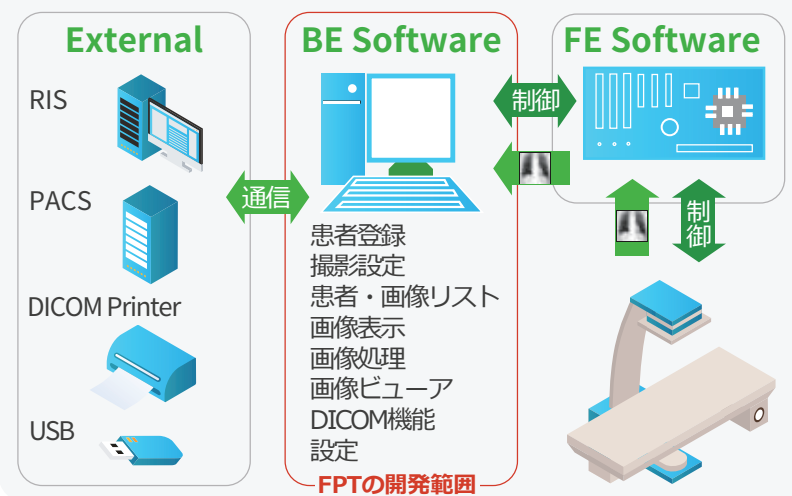 External
RIS
PACS
DICOM Printer
USB
通信
BE Software
患者登録
撮影設定
患者・画像リスト
画像表示
画像処理
画像ビューア
DICOM機能
設定
FPTの開発範囲
制御
FE Software
制御